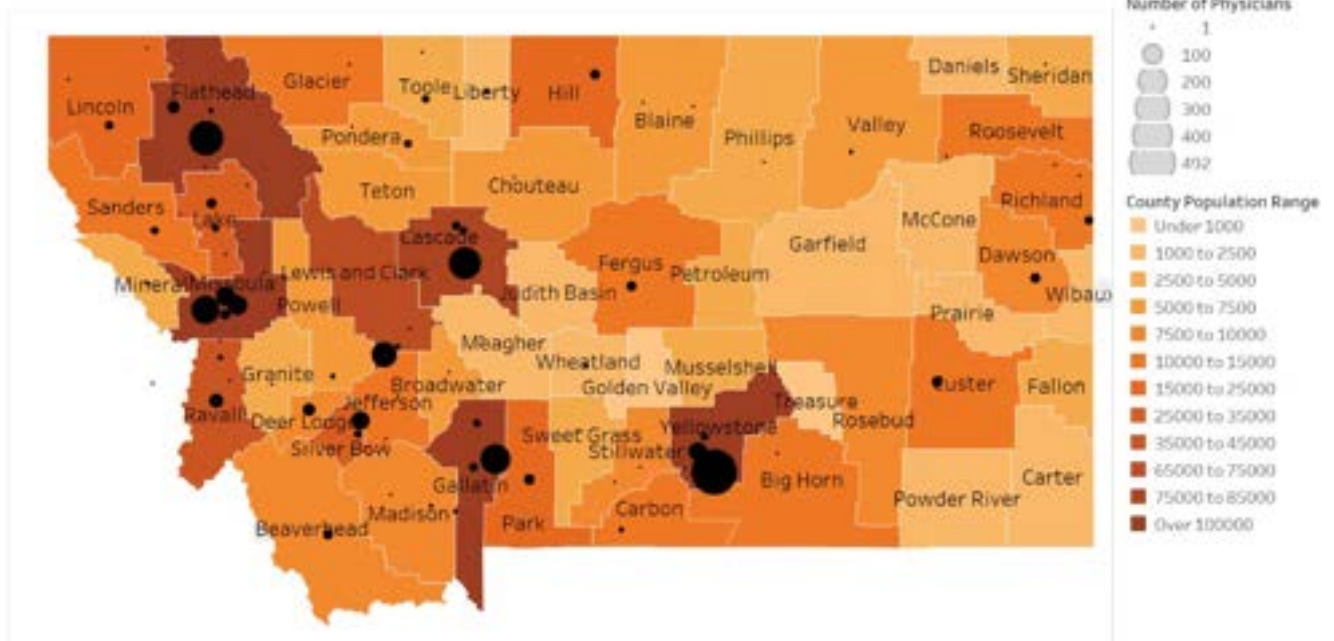 Number of Physicians
1
100
200
300
400
492
County Population Range
Under 1000
1000 to 2500
2500 to 5000
5000 to 7500
7500 to 10000
10000 to 15000
15000 to 25000
25000 to 35000
35000 to 45000
65000 to 75000
75000 to 85000
Over 100000
Lincoln
Flathead
Glacier
Toole
Liberty
Hill
Blaine
Phillips
Valley
Daniels
Sheridan
Roosevelt
Pondera
Teton
Chouteau
Richland
Sanders
Lake
Cascade
Fergus
Petroleum
Garfield
McCone
Dawson
Wibaux
Mineral
Missoula
Lewis and Clark
Powell
Judith Basin
Prairie
Meagher
Wheatland
Golden Valley
Musselshell
Treasure
Rosebud
Custer
Fallon
Granite
Broadwater
Ravalli
Deer Lodge
Jefferson
Silver Bow
Sweet Grass
Stillwater
Yellowstone
Gallatin
Big Horn
Powder River
Carter
Beaverhead
Madison
Park
Carbon